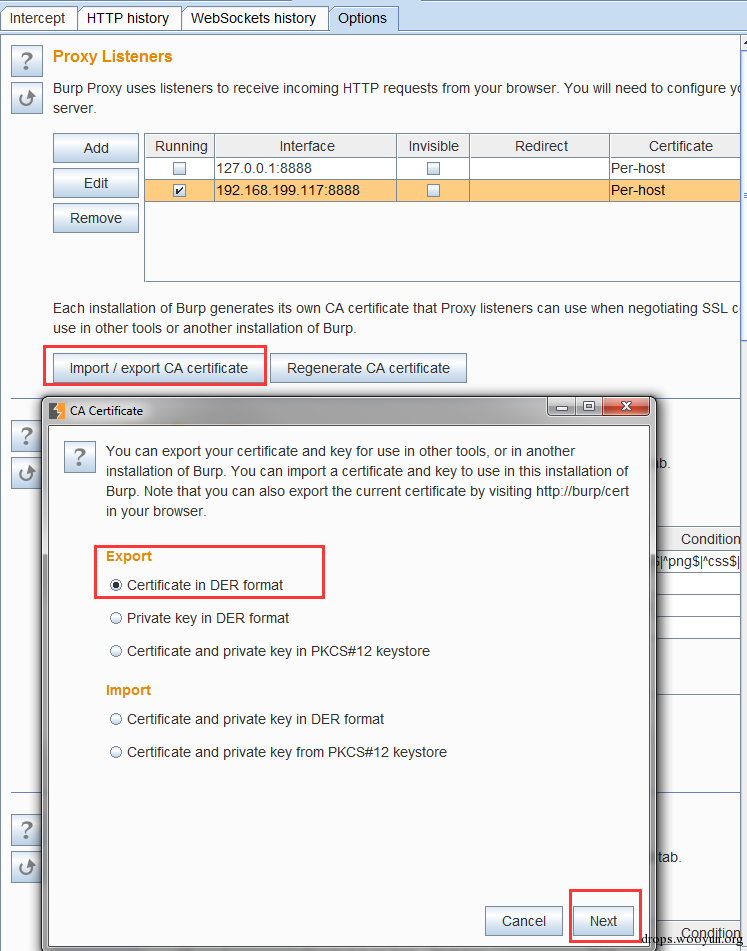 Intercept HTTP history WebSockets history Options
?
Proxy Listeners
Burp Proxy uses listeners to receive incoming HTTP requests from your browser. You will need to configure
server.
Add
Edit
Remove
Running Interface Invisible Redirect Certificate
127.0.0.1:8888 Per-host
192.168.199.117:8888 Per-host
Each installation of Burp generates its own CA certificate that Proxy listeners can use when negotiating SSL
use in other tools or another installation of Burp.
Import / export CA certificate Regenerate CA certificate
CA Certificate
?
?
You can export your certificate and key for use in other tools, or in another
installation of Burp. You can import a certificate and key to use in this installation of
Burp. Note that you can also export the current certificate by visiting http://burp/cert
in your browser.
b.
Condition
$|^png$|^css$|
Export
Certificate in DER format
Private key in DER format
Certificate and private key in PKCS#12 keystore
Import
Certificate and private key in DER format
Certificate and private key from PKCS#12 keystore
?
tab.
Cancel Next
Condition
drops.wooyun.org